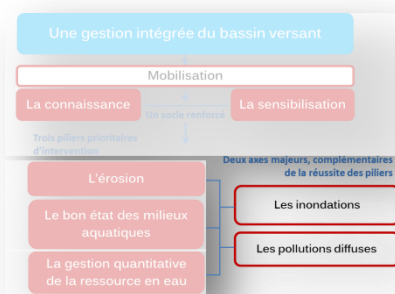 Une gestion intégrée du bassin versant
Mobilisation
La connaissance
Un socle renforcé
La sensibilisation
Trois piliers prioritaires
d'intervention
Deux axes majeurs, complémentaires
de la réussite des piliers
L'érosion
Le bon état des milieux
aquatiques
La gestion quantitative
de la ressource en eau
Les inondations
Les pollutions diffuses